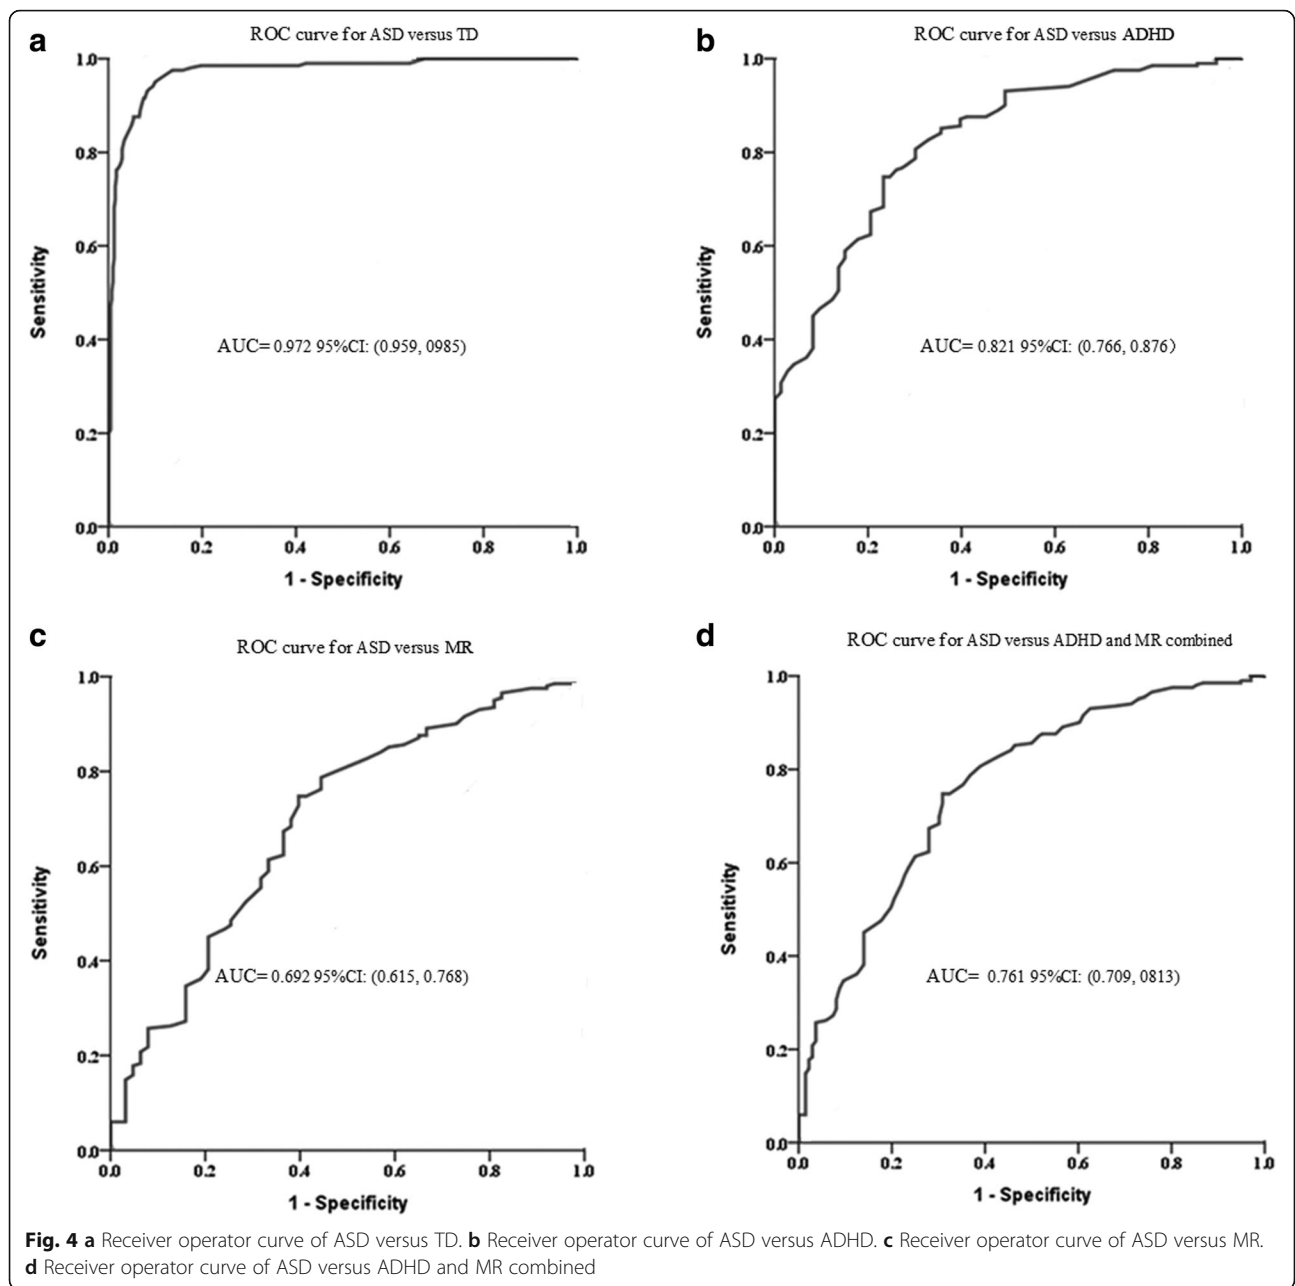 a
ROC curve for ASD versus TD
1.0
0.8
0.6
0.4
0.2
0.0
Sensitivity
AUC= 0.972 95%CI: (0.959, 0985)
0.0 0.2 0.4 0.6 0.8 1.0
1 - Specificity
b
ROC curve for ASD versus ADHD
1.0
0.8
0.6
0.4
0.2
0.0
Sensitivity
AUC= 0.821 95%CI: (0.766, 0.876)
0.0 0.2 0.4 0.6 0.8 1.0
1 - Specificity
c
ROC curve for ASD versus MR
1.0
0.8
0.6
0.4
0.2
0.0
Sensitivity
AUC= 0.692 95%CI: (0.615, 0.768)
0.0 0.2 0.4 0.6 0.8 1.0
1 - Specificity
d
ROC curve for ASD versus ADHD and MR combined
1.0
0.8
0.6
0.4
0.2
0.0
Sensitivity
AUC= 0.761 95%CI: (0.709, 0813)
0.0 0.2 0.4 0.6 0.8 1.0
1 - Specificity
Fig. 4 a Receiver operator curve of ASD versus TD. b Receiver operator curve of ASD versus ADHD. c Receiver operator curve of ASD versus MR.
d Receiver operator curve of ASD versus ADHD and MR combined